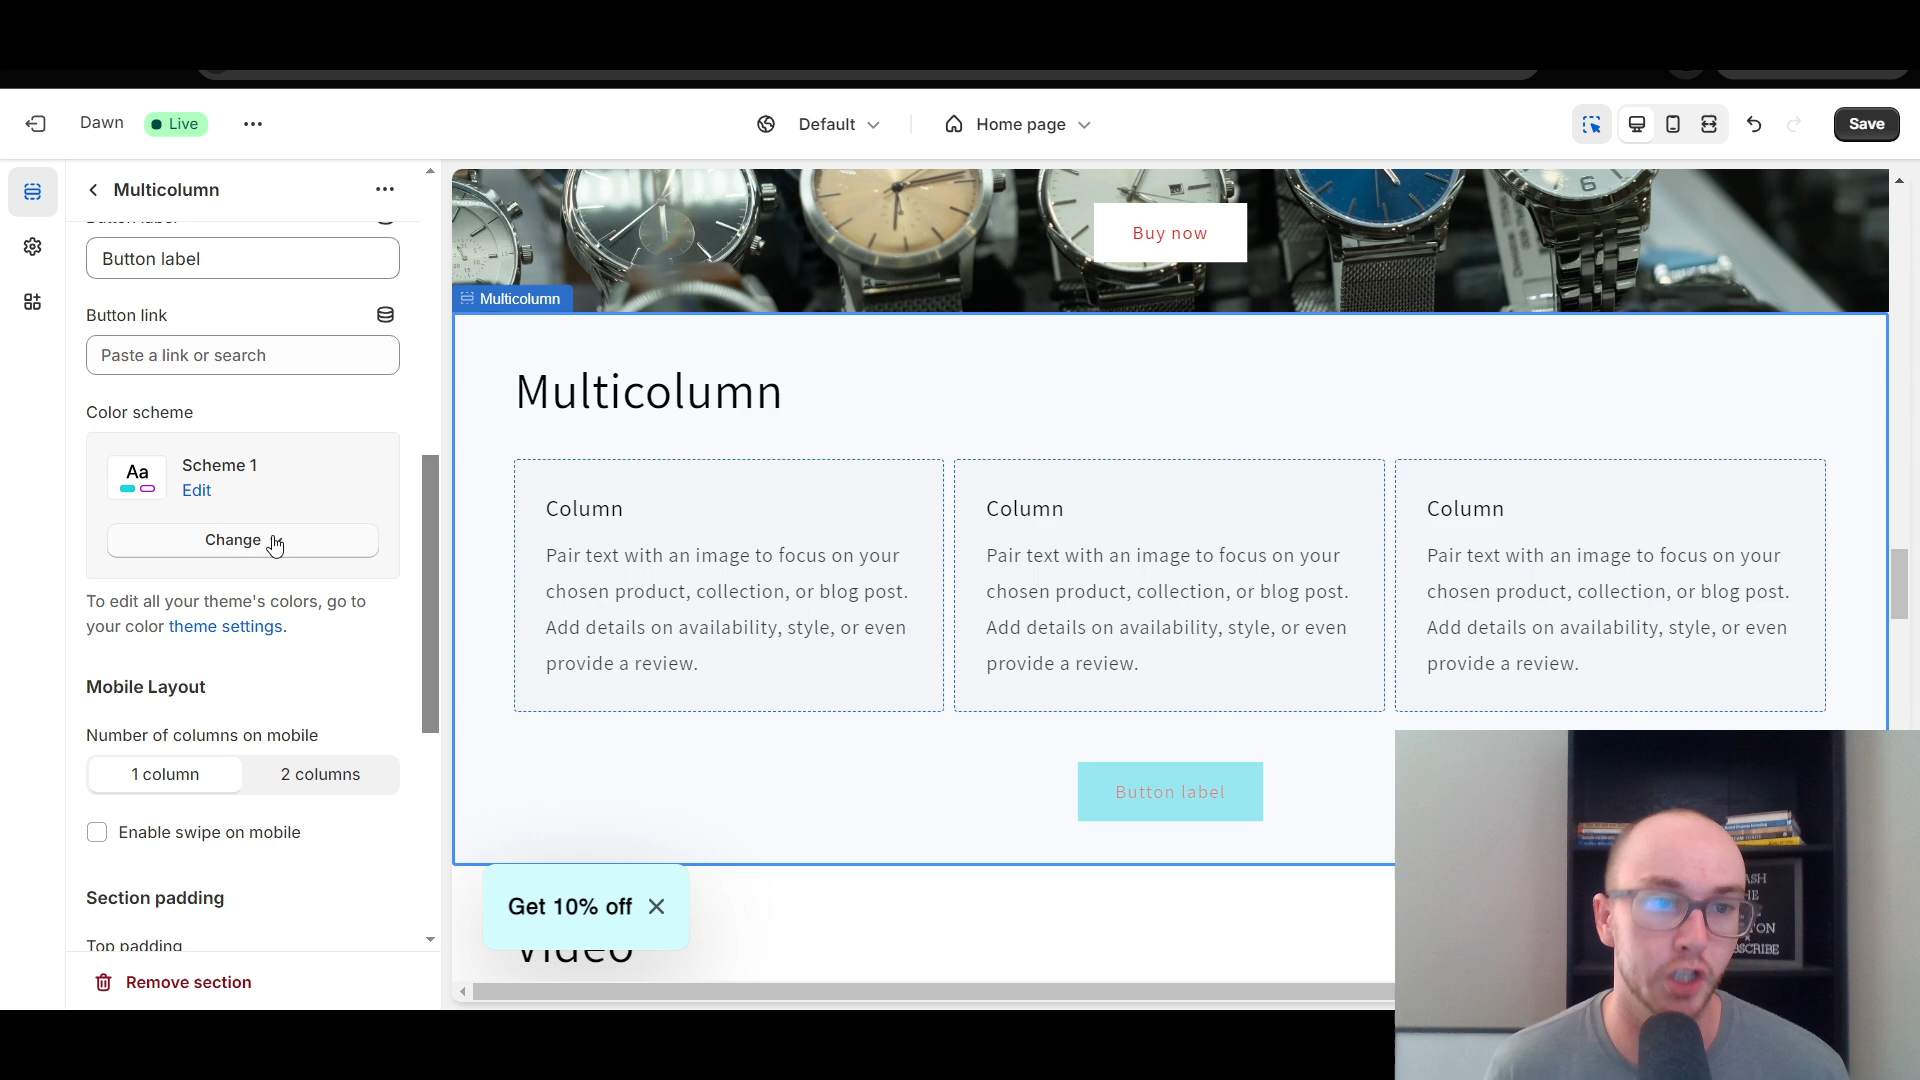 Dawn
Live
Default
Home page
Save
Multicolumn
Button label
Button link
Paste a link or search
Color scheme
Aa
Scheme 1
Edit
Change
To edit all your theme's colors, go to
your color theme settings.
Mobile Layout
Number of columns on mobile
1 column
2 columns
Enable swipe on mobile
Section padding
Top padding
Remove section
Buy now
Multicolumn
Multicolumn
Column
Pair text with an image to focus on your
chosen product, collection, or blog post.
Add details on availability, style, or even
provide a review.
Column
Pair text with an image to focus on your
chosen product, collection, or blog post.
Add details on availability, style, or even
provide a review.
Column
Pair text with an image to focus on your
chosen product, collection, or blog post.
Add details on availability, style, or even
provide a review.
Button label
Get 10% off
Video